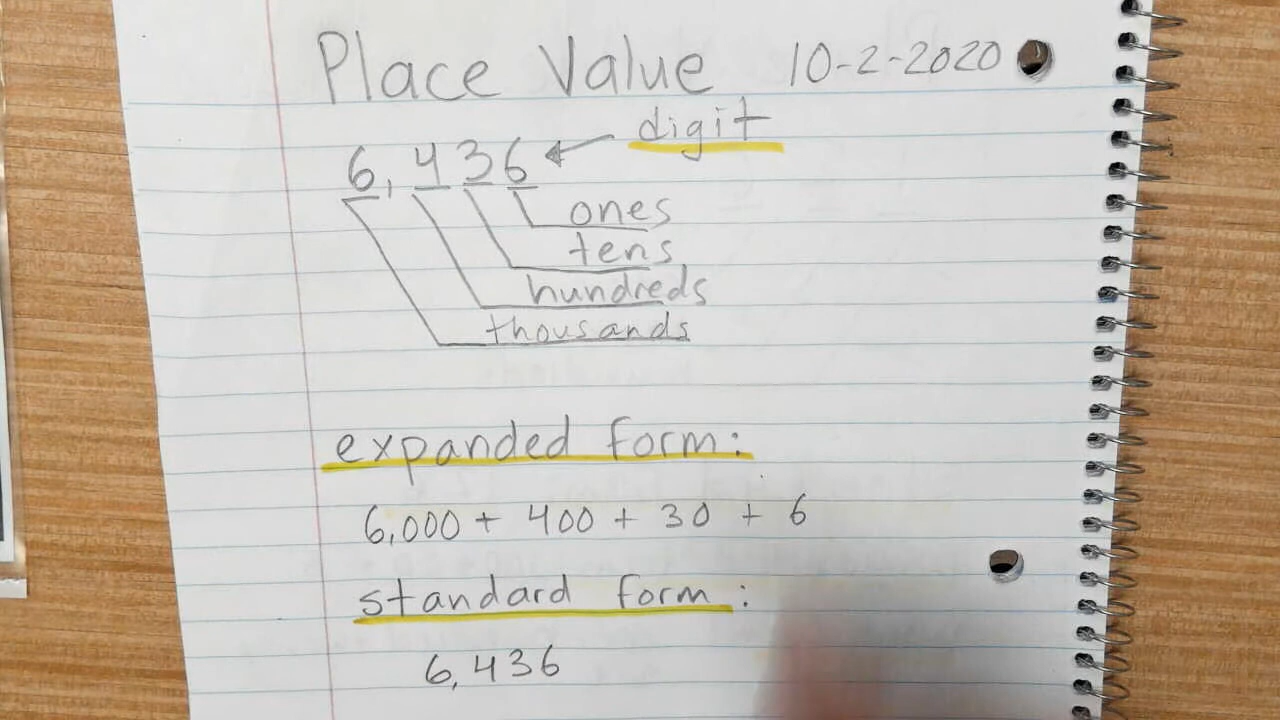 Place Value 10-2-2020
digit
6,436
ones
tens
hundreds
thousands
expanded form:
6,000 + 400 + 30 + 6
standard form:
6,436